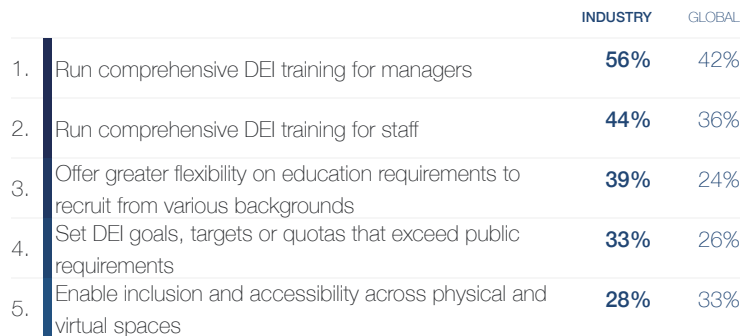 INDUSTRY GLOBAL
1. Run comprehensive DEI training for managers 56% 42%
2. Run comprehensive DEI training for staff 44% 36%
3. Offer greater flexibility on education requirements to
recruit from various backgrounds 39% 24%
4. Set DEI goals, targets or quotas that exceed public
requirements 33% 26%
5. Enable inclusion and accessibility across physical and
virtual spaces 28% 33%